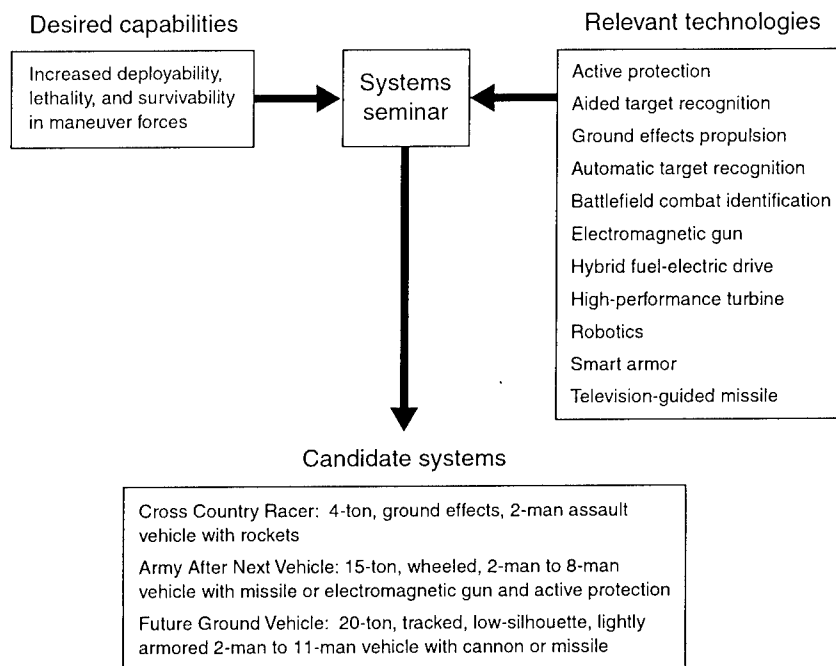 Desired capabilities
Increased deployability,
lethality, and survivability
in maneuver forces
Systems
seminar
Relevant technologies
Active protection
Aided target recognition
Ground effects propulsion
Automatic target recognition
Battlefield combat identification
Electromagnetic gun
Hybrid fuel-electric drive
High-performance turbine
Robotics
Smart armor
Television-guided missile
Candidate systems
Cross Country Racer: 4-ton, ground effects, 2-man assault
vehicle with rockets
Army After Next Vehicle: 15-ton, wheeled, 2-man to 8-man
vehicle with missile or electromagnetic gun and active protection
Future Ground Vehicle: 20-ton, tracked, low-silhouette, lightly
armored 2-man to 11-man vehicle with cannon or missile